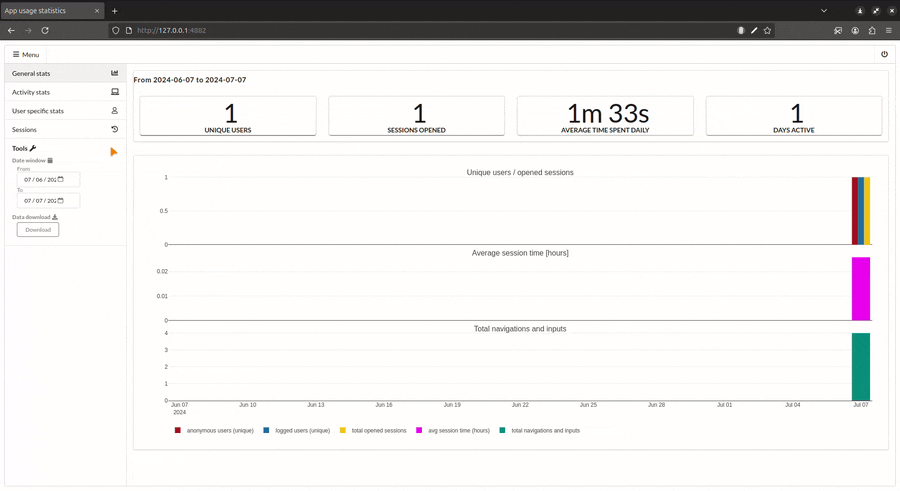 App usage statistics
http://127.0.0.1:4882
Menu
General stats
Activity stats
User specific stats
Sessions
Tools
Date window
From
07 / 06 / 202
To
07 / 07 / 202
Data download
Download
From 2024-06-07 to 2024-07-07
1
UNIQUE USERS
1
SESSIONS OPENED
1m 33s
AVERAGE TIME SPENT DAILY
1
DAYS ACTIVE
Unique users / opened sessions
1
0.5
0
Average session time [hours]
0.02
0.01
0
Total navigations and inputs
4
3
2
1
0
Jun 07 Jun 10 Jun 13 Jun 16 Jun 19 Jun 22 Jun 25 Jun 28 Jul 01 Jul 04 Jul 07
2024
anonymous users (unique) logged users (unique) total opened sessions avg session time (hours) total navigations and inputs